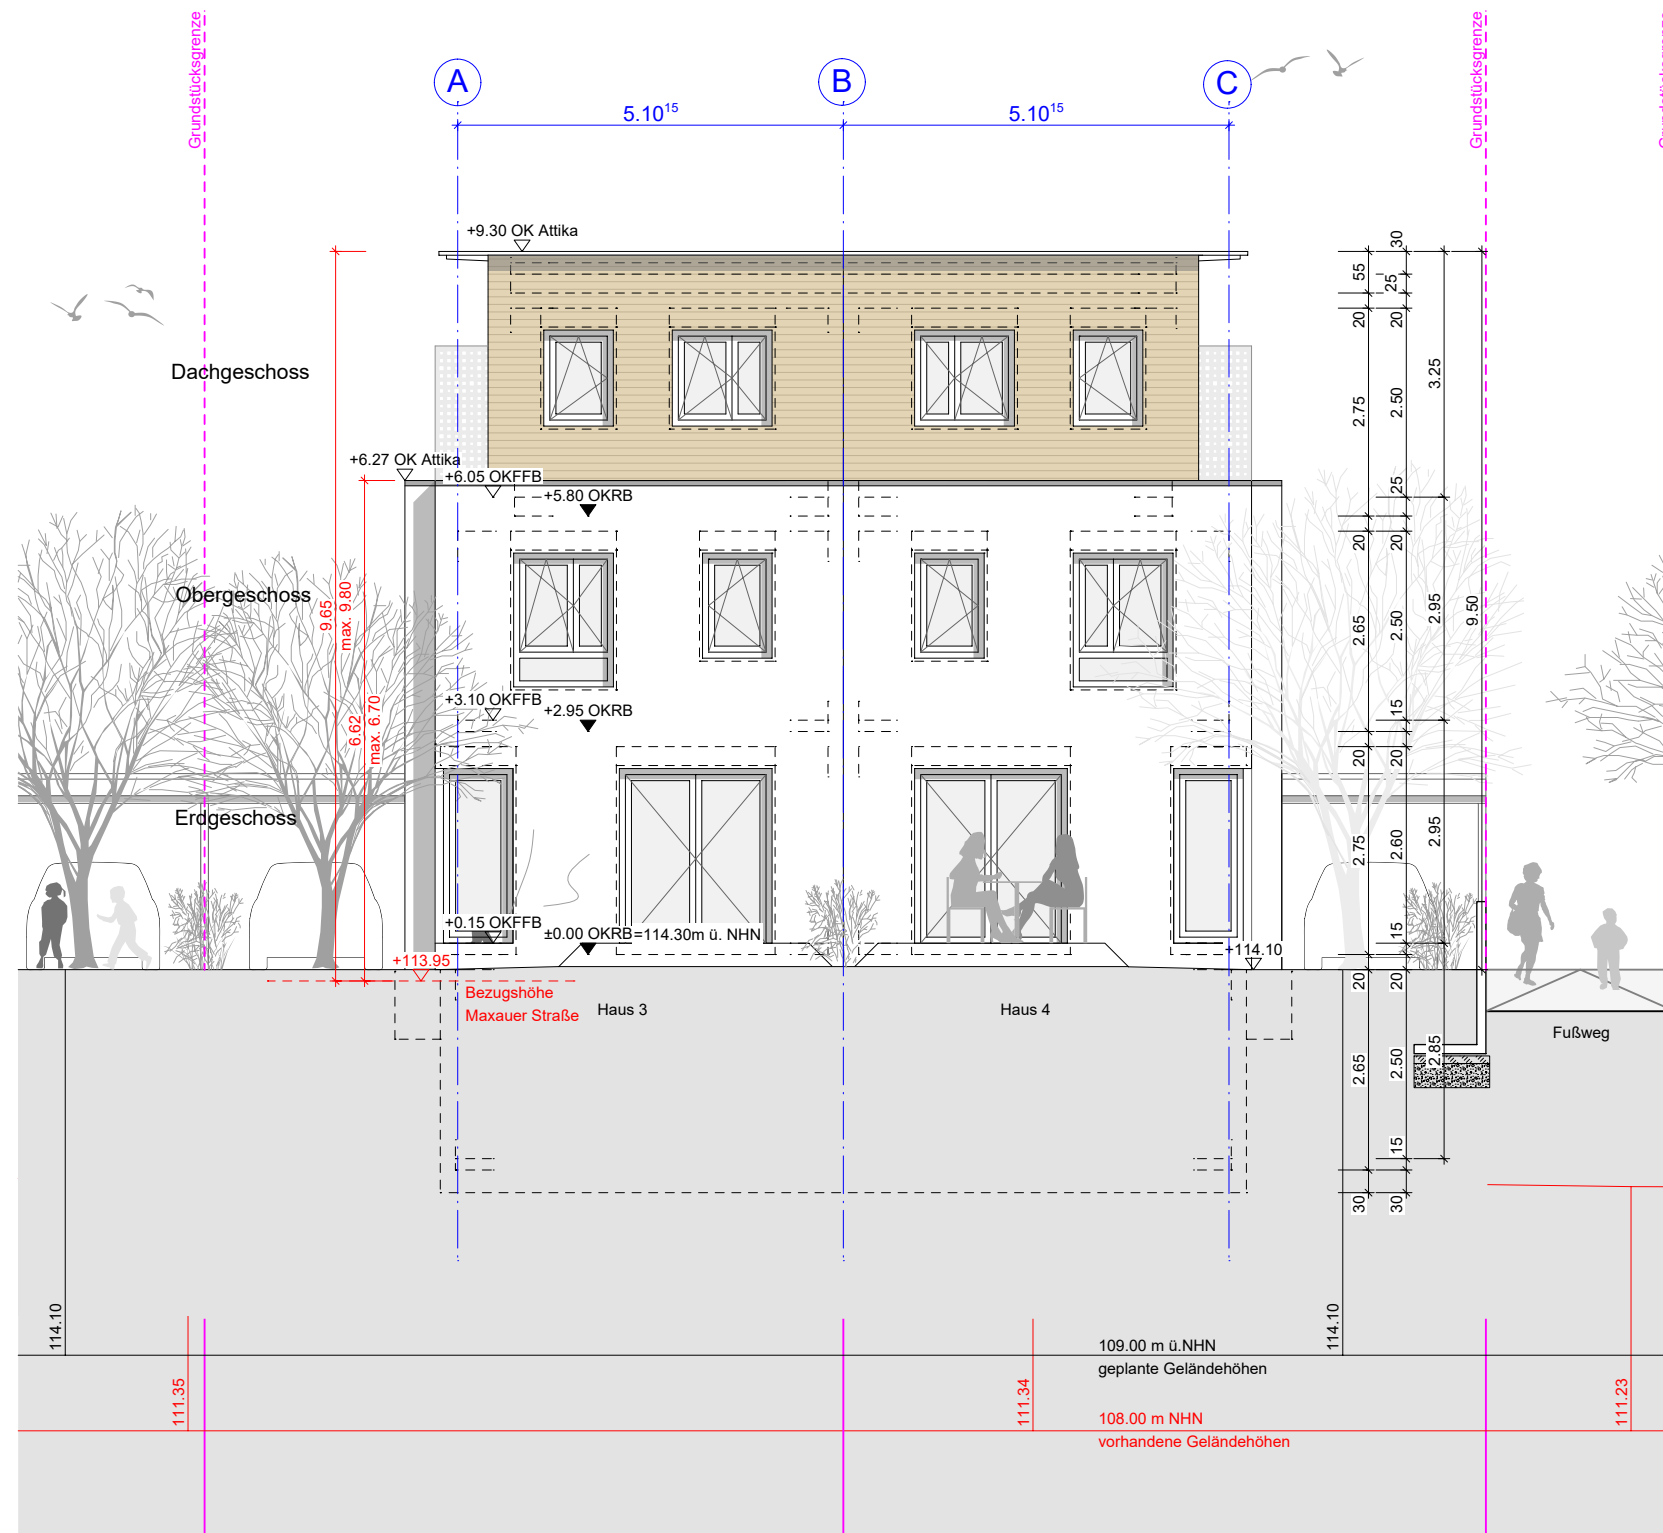 Grundstücksgrenze
Grundstücksgrenze
A
B
C
5.10¹⁵
5.10¹⁵
+9.30 OK Attika
Dachgeschoss
+6.27 OK Attika
+6.05 OKFFB
+5.80 OKRB
Obergeschoss
9.65
max. 9.80
6.62
max. 6.70
+3.10 OKFFB
+2.95 OKRB
Erdgeschoss
+0.15 OKFFB
±0.00 OKRB=114.30m ü. NHN
+113.95
+114.10
Bezugshöhe
Maxauer Straße
Haus 3
Haus 4
Fußweg
55
20
2.75
20
2.65
20
2.75
20
2.65
30
30
25
20
2.50
25
20
2.50
15
20
2.60
15
20
2.50
15
30
3.25
2.95
2.95
2.85
9.50
114.10
114.10
109.00 m ü.NHN
geplante Geländehöhen
111.35
111.34
111.23
108.00 m NHN
vorhandene Geländehöhen